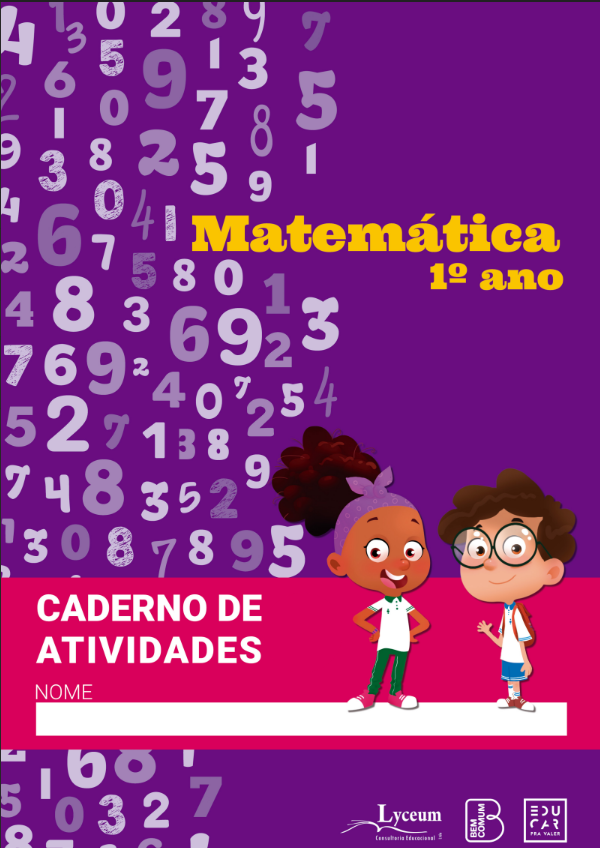 Matemática
1º ano
CADERNO DE
ATIVIDADES
NOME
Lyceum
Consultoria Educacional
BEM
COMUM
EDU
CAR
PRA VALER